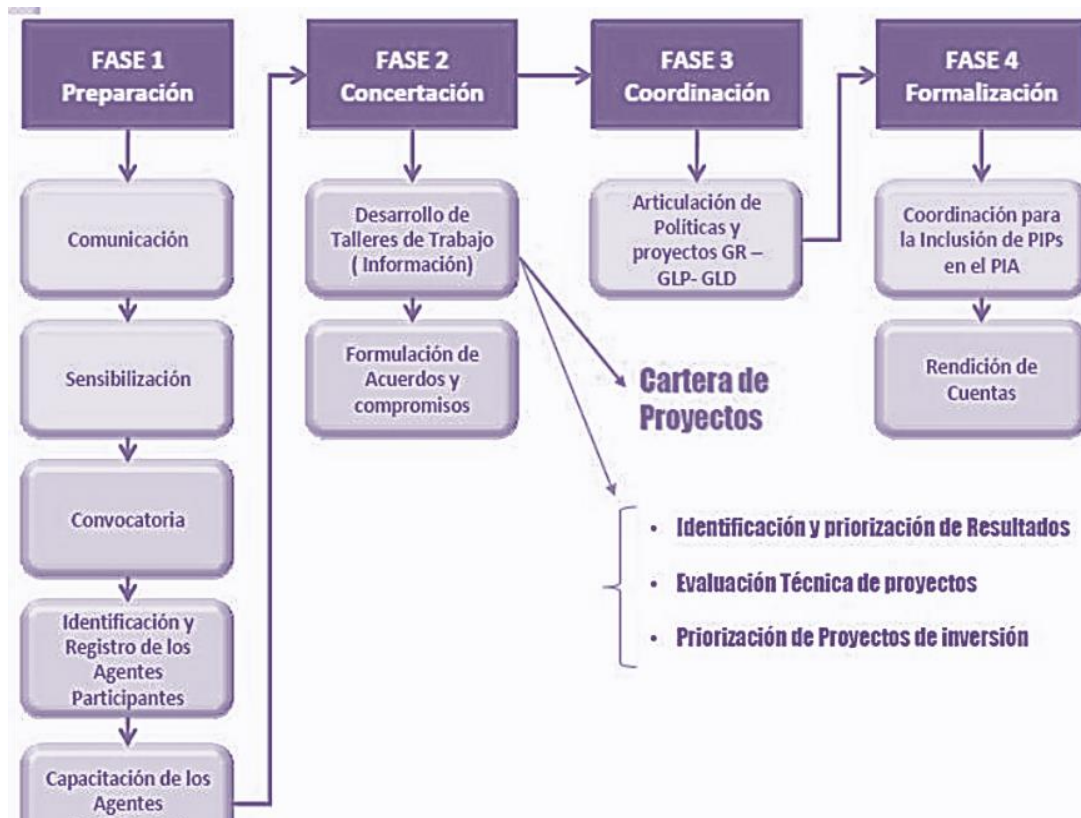 FASE 1
Preparación
Comunicación
Sensibilización
Convocatoria
Identificación y
Registro de los
Agentes
Participantes
Capacitación de los
Agentes
FASE 2
Concertación
Desarrollo de
Talleres de Trabajo
( Información)
Formulación de
Acuerdos y
compromisos
Cartera de
Proyectos
• Identificación y priorización de Resultados
• Evaluación Técnica de proyectos
• Priorización de Proyectos de inversión
FASE 3
Coordinación
Articulación de
Políticas y
proyectos GR –
GLP- GLD
FASE 4
Formalización
Coordinación para
la Inclusión de PIPs
en el PIA
Rendición de
Cuentas